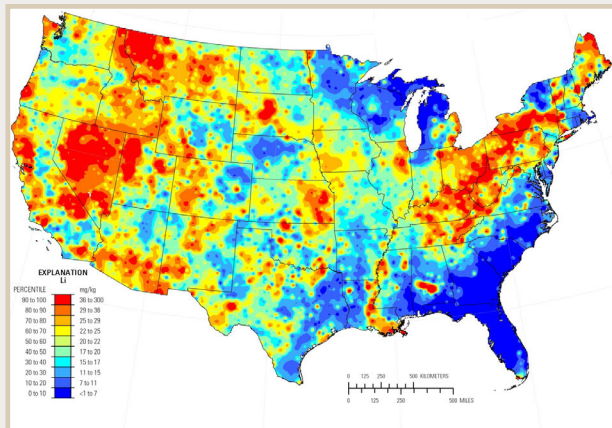 EXPLANATION
Li
PERCENTILE mg/kg
90 to 100 36 to 300
80 to 90 29 to 36
70 to 80 25 to 29
60 to 70 22 to 25
50 to 60 20 to 22
40 to 50 17 to 20
30 to 40 15 to 17
20 to 30 11 to 15
10 to 20 7 to 11
0 to 10 <1 to 7
0 125 250 500 KILOMETERS
0 125 250 500 MILES